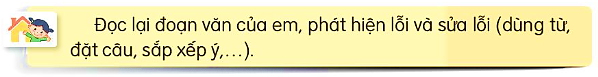 Đọc lại đoạn văn của em, phát hiện lỗi và sửa lỗi (dùng từ,
đặt câu, sắp xếp ý,...).